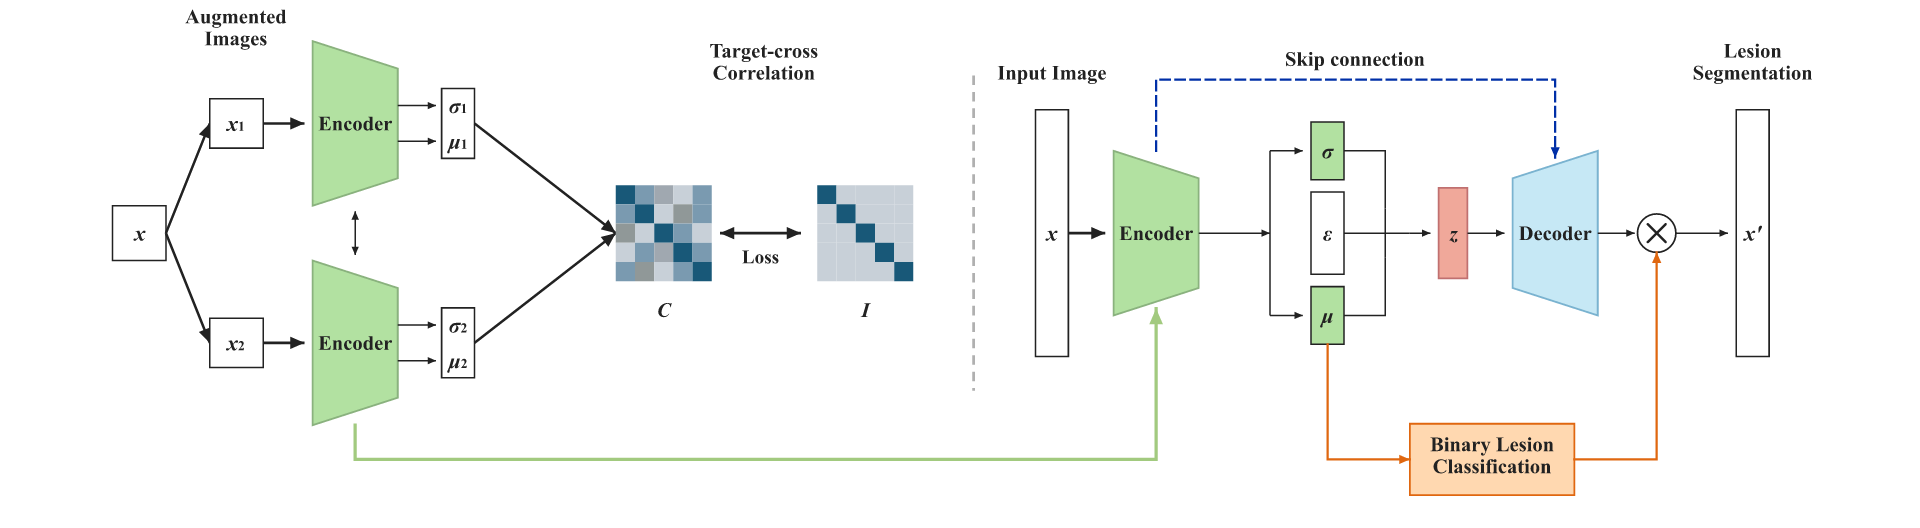 Augmented
Images
x
x1
x2
Encoder
Encoder
σ1
μ1
σ2
μ2
Target-cross
Correlation
C
Loss
I
Input Image
x
Encoder
Skip connection
σ
ε
μ
z
Decoder
Binary Lesion
Classification
Lesion
Segmentation
x′